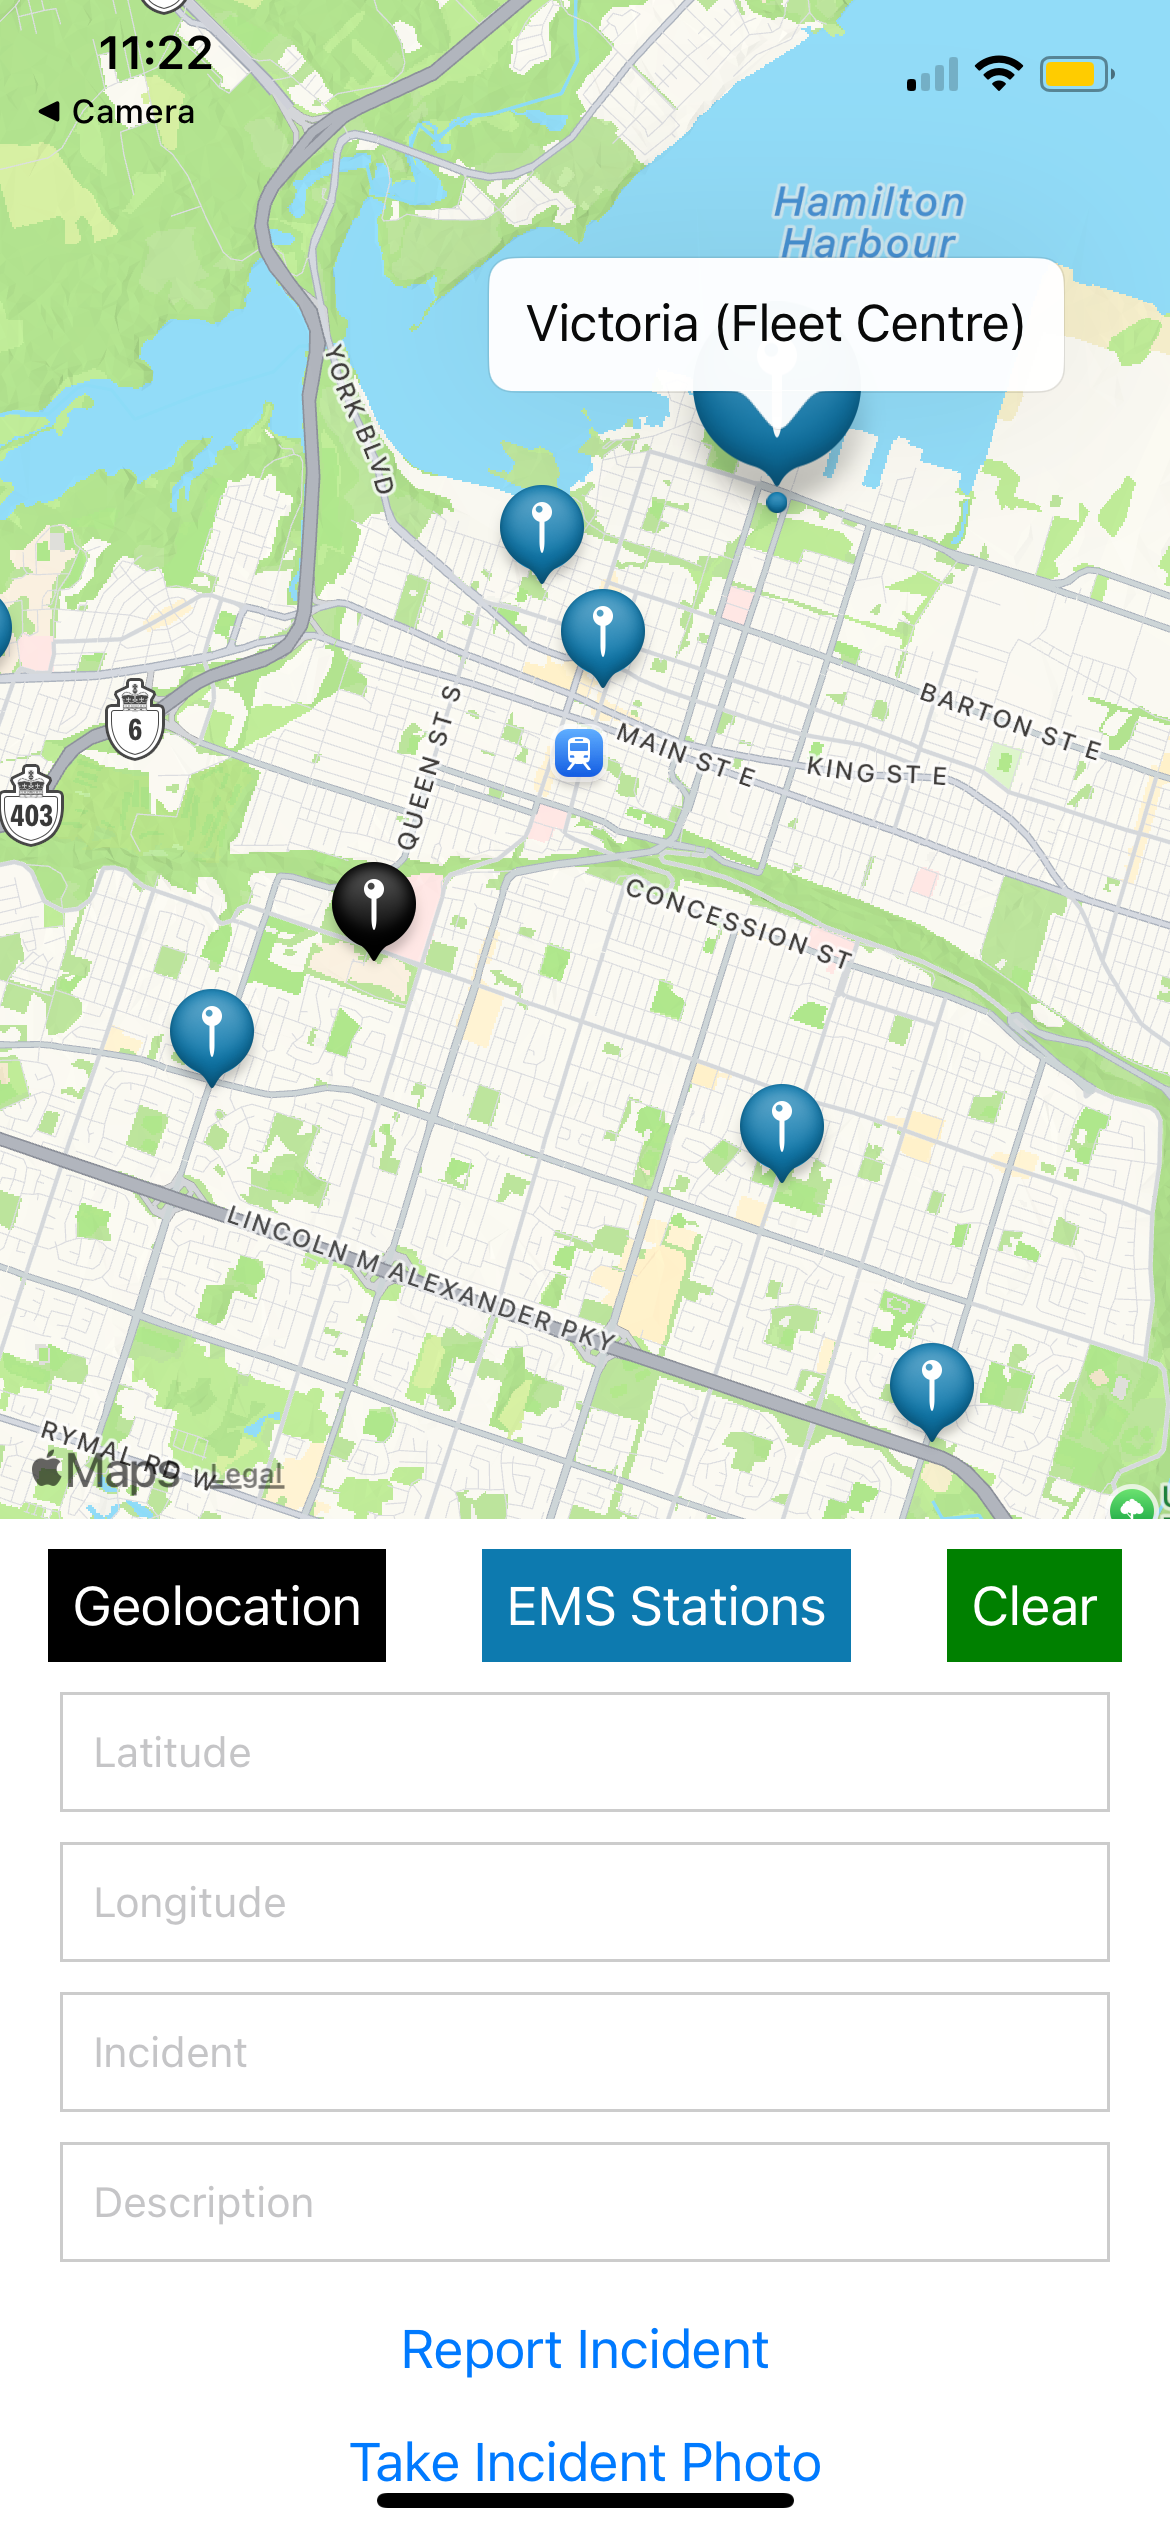 11:22
Camera
Hamilton
Harbour
Victoria (Fleet Centre)
YORK BLVD
BARTON ST E
6
QUEEN ST S
MAIN ST E
KING ST E
403
CONCESSION ST
LINCOLN M ALEXANDER PKY
RYMAL RD W
Maps
Legal
Geolocation
EMS Stations
Clear
Latitude
Longitude
Incident
Description
Report Incident
Take Incident Photo